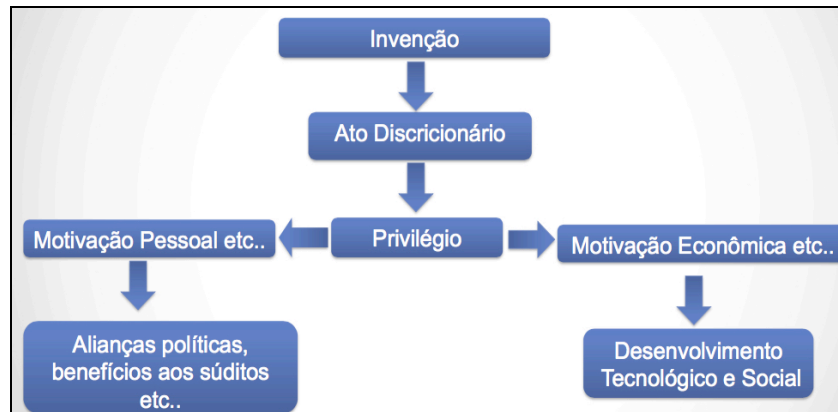 Invenção
Ato Discricionário
Motivação Pessoal etc..
Privilégio
Motivação Econômica etc..
Alianças políticas,
benefícios aos súditos
etc..
Desenvolvimento
Tecnológico e Social